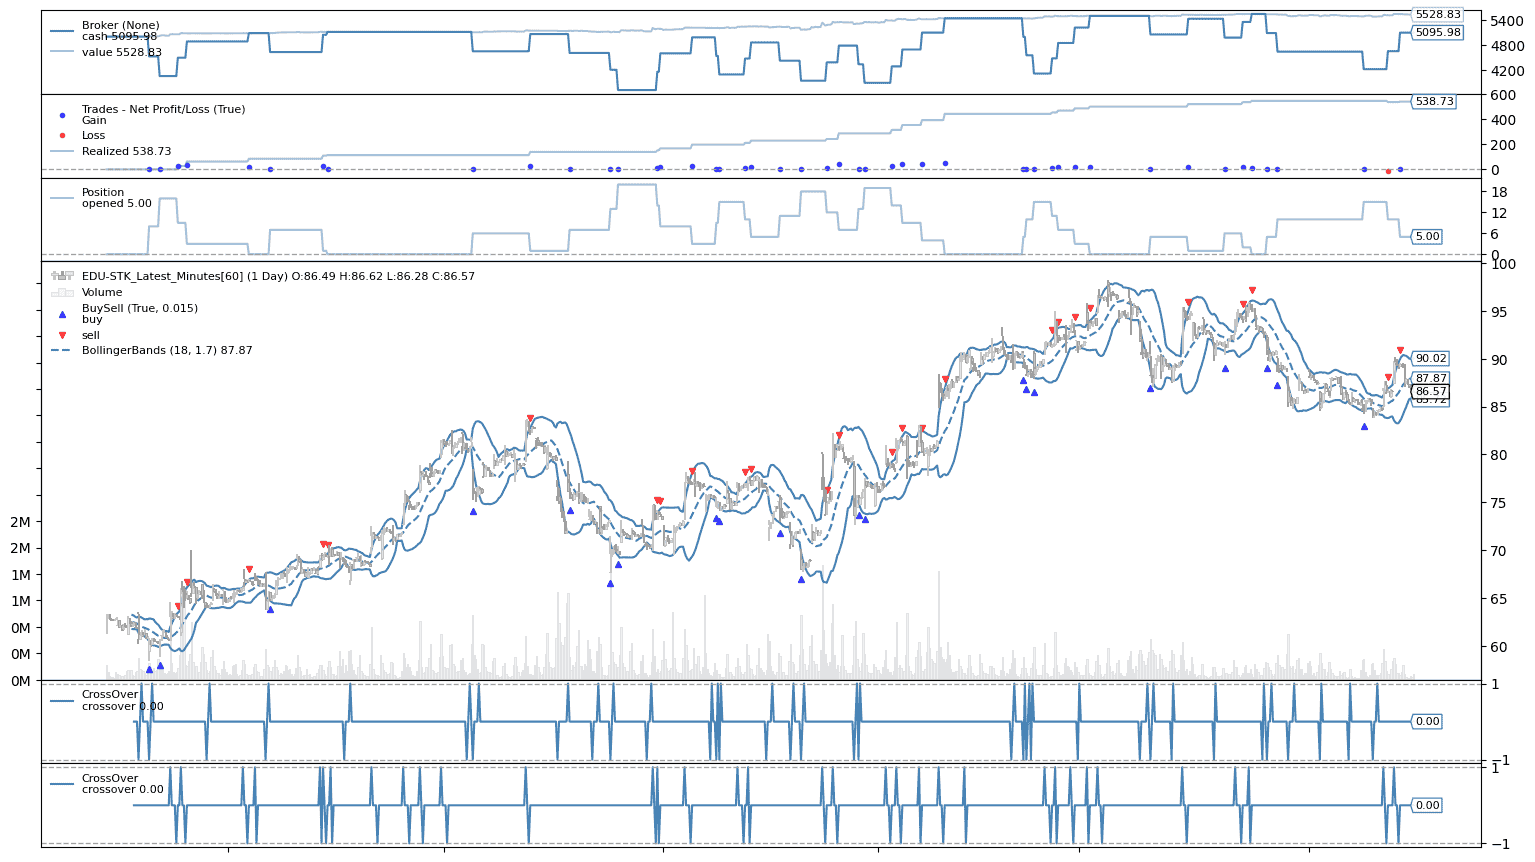 Broker (None)
cash 5095.98
value 5528.83
5528.83
5400
5095.98
4800
4200
Trades - Net Profit/Loss (True)
Gain
Loss
Realized 538.73
600
538.73
400
200
0
Position
opened 5.00
18
12
6
5.00
0
EDU-STK_Latest_Minutes[60] (1 Day) O:86.49 H:86.62 L:86.28 C:86.57
Volume
BuySell (True, 0.015)
buy
sell
BollingerBands (18, 1.7) 87.87
100
95
90
90.02
87.87
86.57
85
80
75
70
65
60
2M
2M
1M
1M
0M
0M
0M
CrossOver
crossover 0.00
1
0.00
−1
CrossOver
crossover 0.00
1
0.00
−1